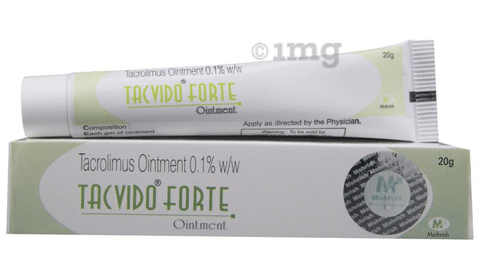 1mg
Tacrolimus Ointment 0.1% w/w
20g
TACVIDO® FORTE
Ointment
Composition :
Each gm of ointment
Apply as directed by the Physician.
Warning - To be sold by
Mohrish
Tacrolimus Ointment 0.1% w/w
20g
TACVIDO® FORTE
Ointment
Mohrish
Mohrish